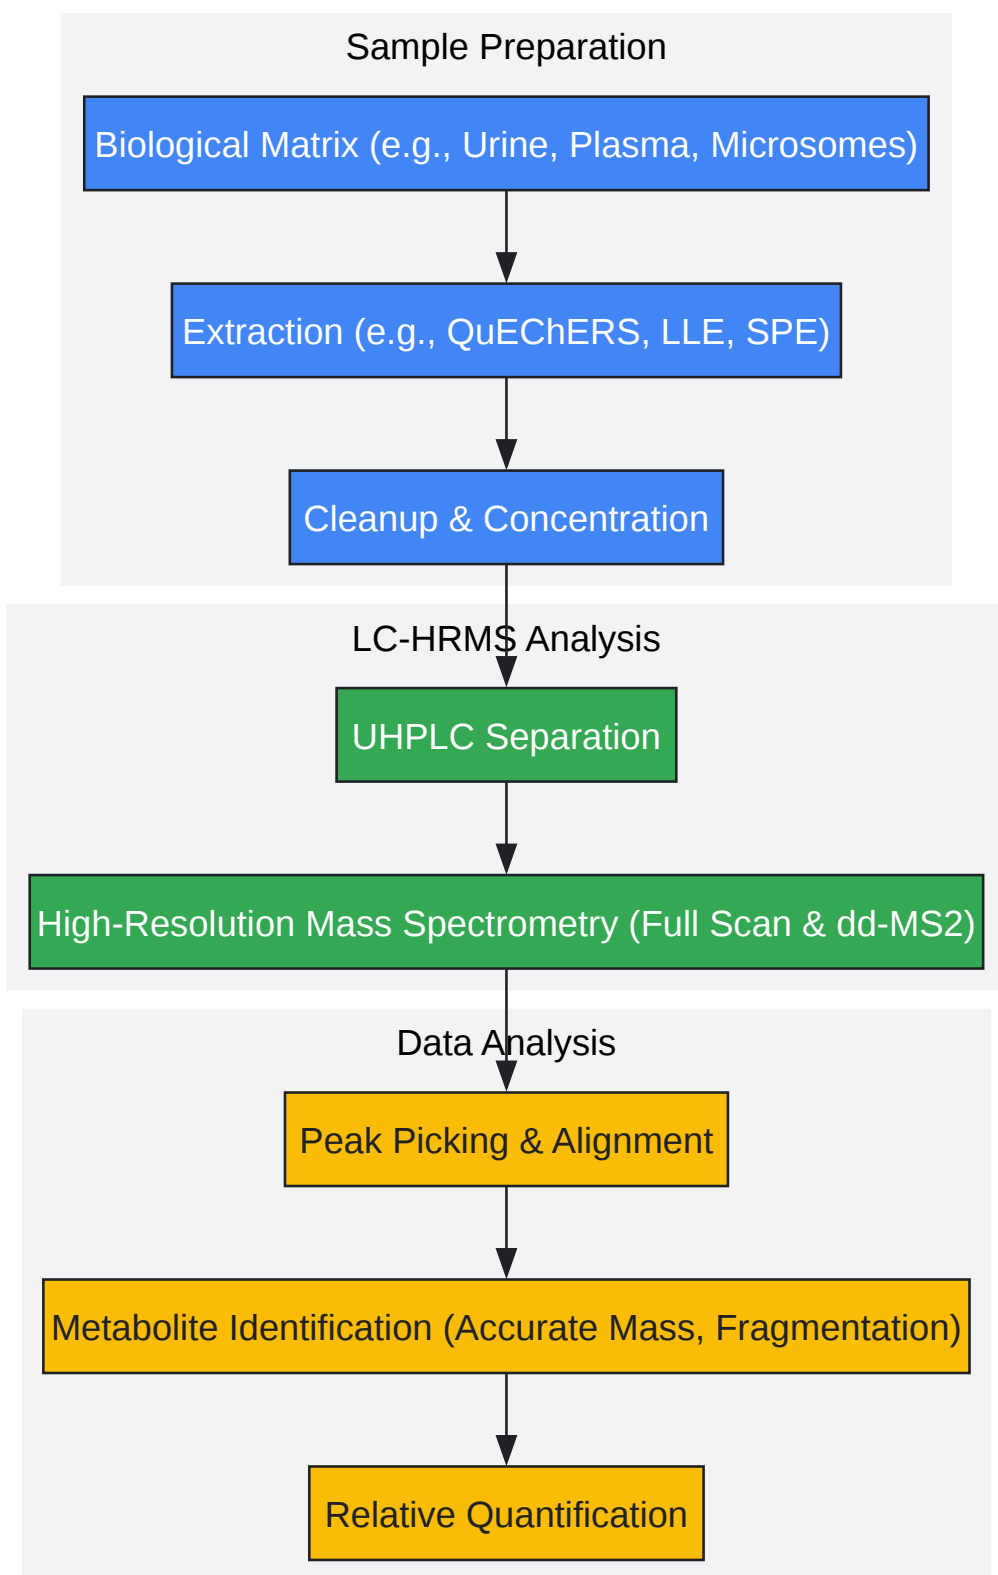 Sample Preparation
Biological Matrix (e.g., Urine, Plasma, Microsomes)
Extraction (e.g., QuEChERS, LLE, SPE)
Cleanup & Concentration
LC-HRMS Analysis
UHPLC Separation
High-Resolution Mass Spectrometry (Full Scan & dd-MS2)
Data Analysis
Peak Picking & Alignment
Metabolite Identification (Accurate Mass, Fragmentation)
Relative Quantification